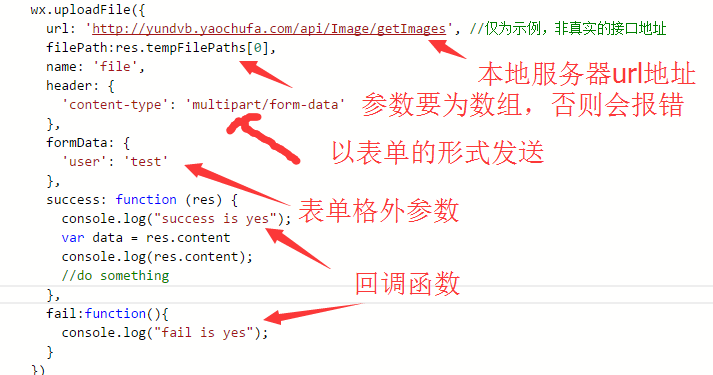 wx.uploadFile({
url: 'http://yundvb.yaochufa.com/api/Image/getImages', //仅为示例，非真实的接口地址
filePath:res.tempFilePaths[0],
name: 'file',
本地服务器url地址
header: {
'content-type': 'multipart/form-data'
参数要为数组，否则会报错
},
formData: {
以表单的形式发送
'user': 'test'
},
success: function (res) {
表单格外参数
console.log("success is yes");
var data = res.content
console.log(res.content);
//do something
回调函数
},
fail:function(){
console.log("fail is yes");
}
})